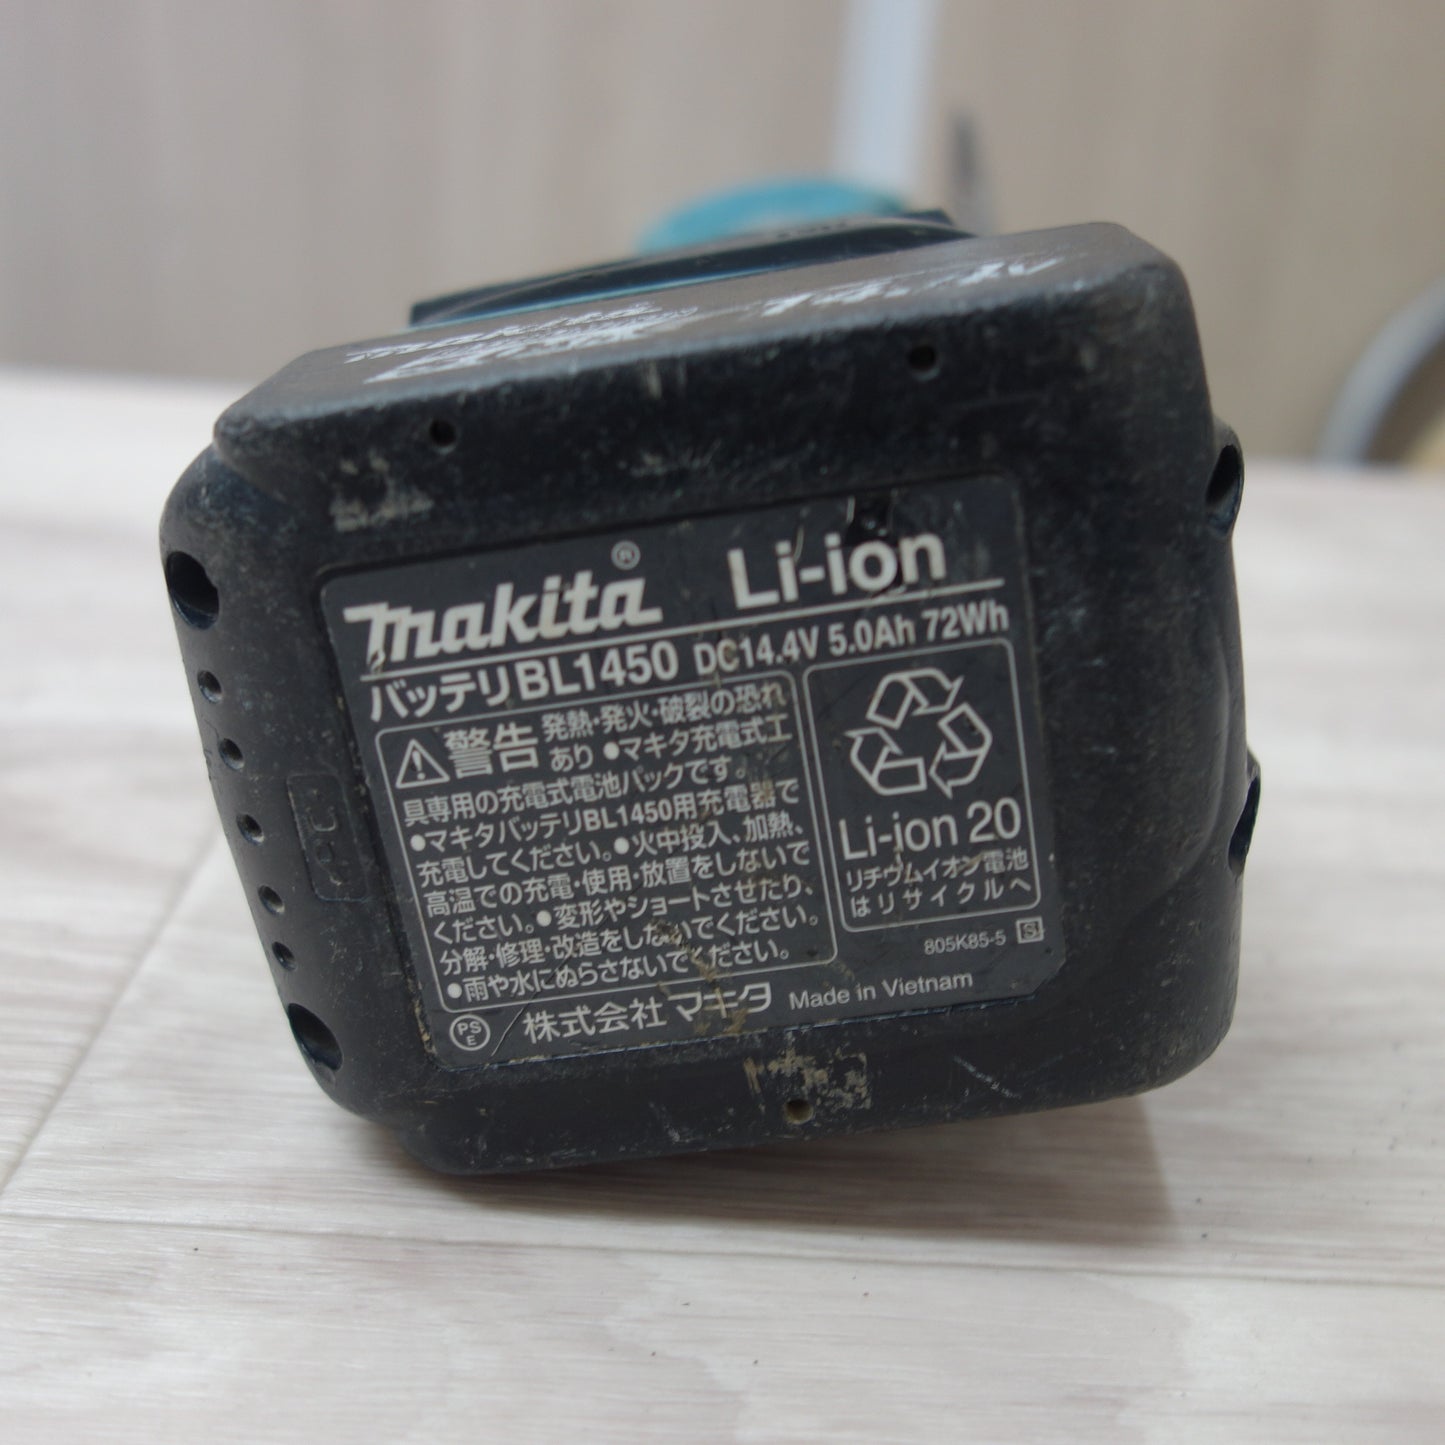 makita 14.4V
makita® Li-ion
バッテリBL1450 DC14.4V 5.0Ah 72Wh
⚠警告 発熱・発火・破裂の恐れ
あり ●マキタ充電式工
具専用の充電式電池パックです。
●マキタバッテリBL1450用充電器で
充電してください。●火中投入、加熱、
高温での充電・使用・放置をしないで
ください。●変形やショートさせたり、
分解・修理・改造をしないでください。
●雨や水にぬらさないでください。
Li-ion 20
リチウムイオン電池
はリサイクルへ
805K85-5 S
PS
E
株式会社マキタ Made in Vietnam